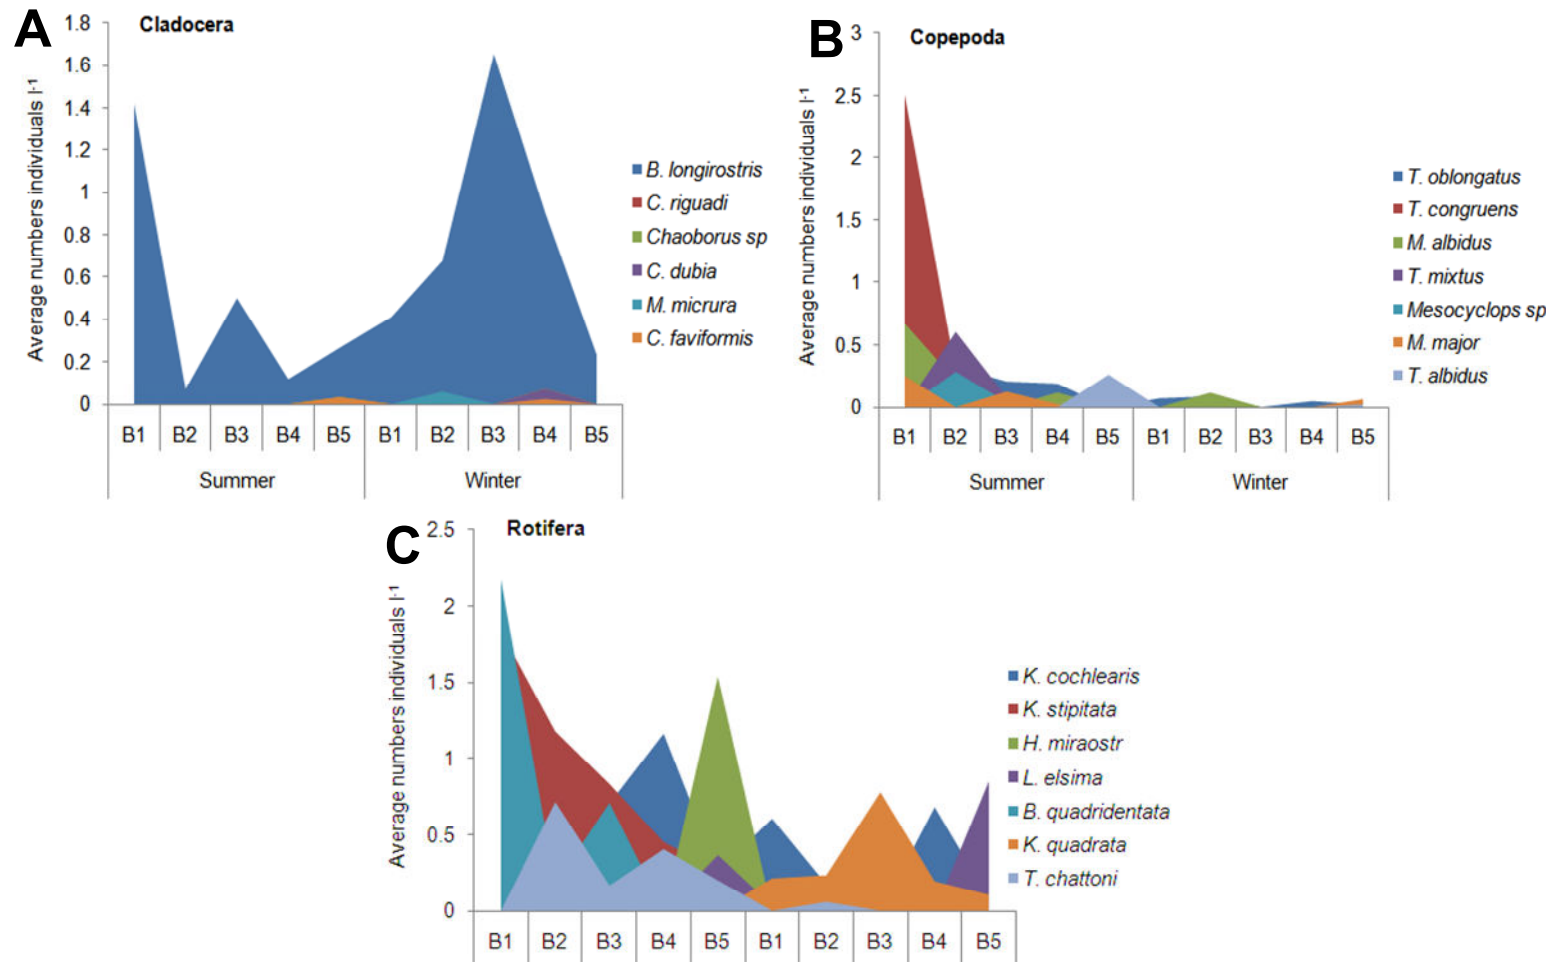 A
Cladocera
Average numbers individuals l-1
1.8
1.6
1.4
1.2
1
0.8
0.6
0.4
0.2
0
B1 B2 B3 B4 B5 B1 B2 B3 B4 B5
Summer Winter
B. longirostris
C. riguadi
Chaoborus sp
C. dubia
M. micrura
C. faviformis
B
Copepoda
Average numbers individuals l-1
3
2.5
2
1.5
1
0.5
0
B1 B2 B3 B4 B5 B1 B2 B3 B4 B5
Summer Winter
T. oblongatus
T. congruens
M. albidus
T. mixtus
Mesocyclops sp
M. major
T. albidus
C
Rotifera
Average numbers individuals l-1
2.5
2
1.5
1
0.5
0
B1 B2 B3 B4 B5 B1 B2 B3 B4 B5
K. cochlearis
K. stipitata
H. miraostr
L. elsima
B. quadridentata
K. quadrata
T. chattoni